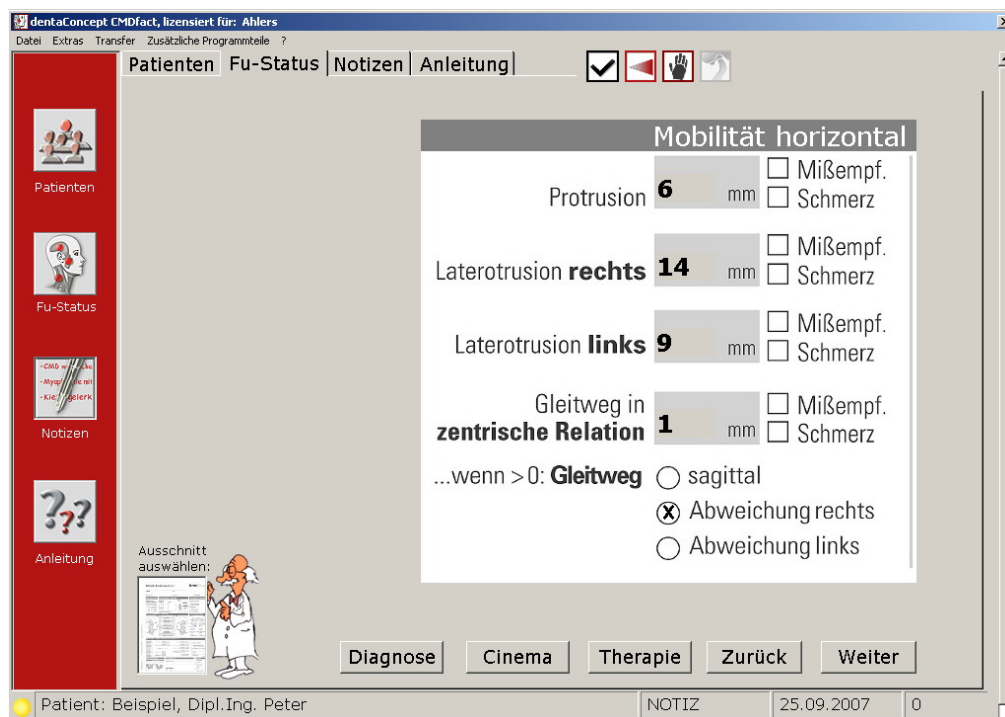 dentaConcept CMDfact, lizensiert für: Ahlers
Datei Extras Transfer Zusätzliche Programmteile ?
Patienten Fu-Status Notizen Anleitung
Patienten
Fu-Status
-CMD
-Myop
-Kie
Notizen
Anleitung
Mobilität horizontal
Protrusion 6 mm Mißempf.
Schmerz
Laterotrusion rechts 14 mm Mißempf.
Schmerz
Laterotrusion links 9 mm Mißempf.
Schmerz
Gleitweg in
zentrische Relation 1 mm Mißempf.
Schmerz
...wenn >0: Gleitweg sagittal
Abweichung rechts
Abweichung links
Ausschnitt
auswählen:
Diagnose Cinema Therapie Zurück Weiter
Patient: Beispiel, Dipl.Ing. Peter NOTIZ 25.09.2007 0